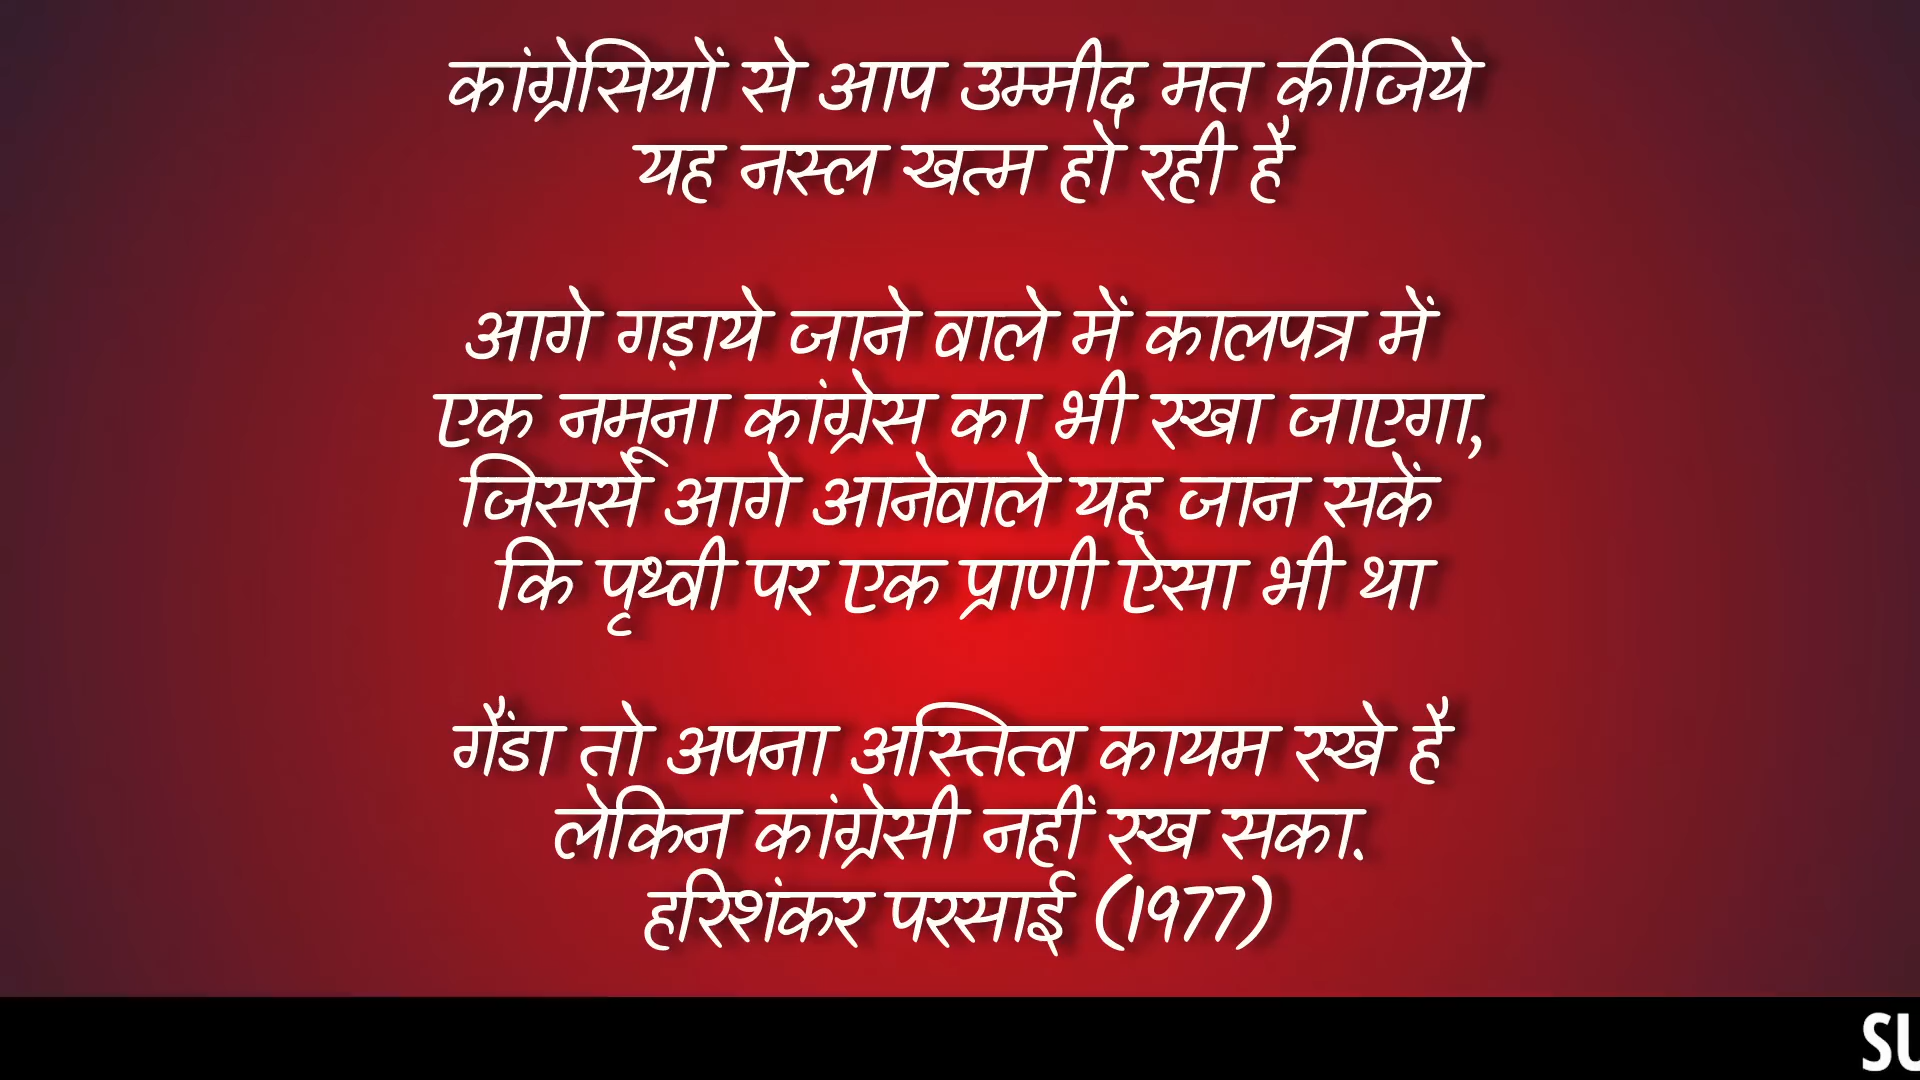 कांग्रेसियों से आप उम्मीद मत कीजिये
यह नस्ल खत्म हो रही है
आगे गड़ाये जाने वाले में कालपत्र में
एक नमूना कांग्रेस का भी रखा जाएगा,
जिससे आगे आनेवाले यह जान सकें
कि पृथ्वी पर एक प्राणी ऐसा भी था
गैंडा तो अपना अस्तित्व कायम रखे है
लेकिन कांग्रेसी नहीं रख सका.
हरिशंकर परसाई (1977)